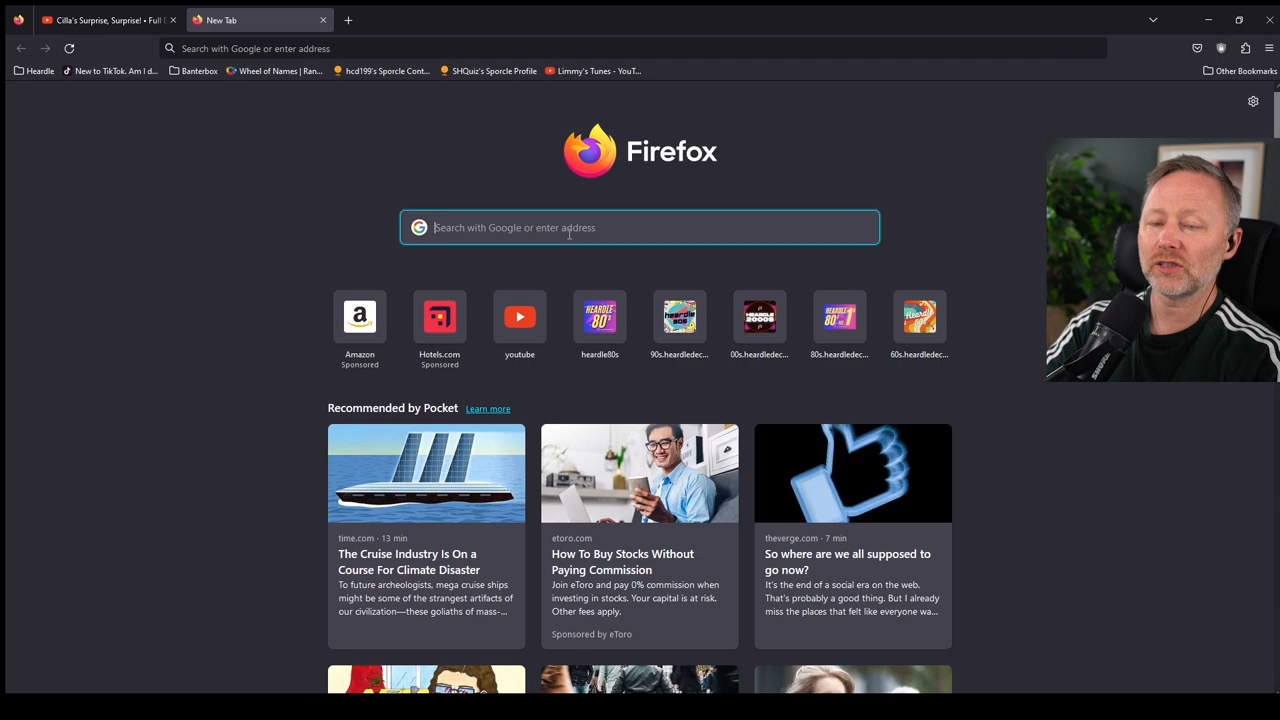 Cilla's Surprise, Surprise! • Full E
New Tab
Search with Google or enter address
Heardle
New to TikTok. Am I d...
Banterbox
Wheel of Names | Ran...
hcd199's Sporcle Cont...
SHQuiz's Sporcle Profile
Limmy's Tunes - YouT...
Other Bookmarks
Firefox
Search with Google or enter address
a
HEARDLE 80'S
heardle 90s
HEARDLE 2000S
Heardle
Amazon
Sponsored
Hotels.com
Sponsored
youtube
heardle80s
90s.heardledec...
00s.heardledec...
80s.heardledec...
60s.heardledec...
Recommended by Pocket
Learn more
time.com · 13 min
The Cruise Industry Is On a
Course For Climate Disaster
To future archeologists, mega cruise ships
might be some of the strangest artifacts of
our civilization—these goliaths of mass-...
etoro.com
How To Buy Stocks Without
Paying Commission
Join eToro and pay 0% commission when
investing in stocks. Your capital is at risk.
Other fees apply.
Sponsored by eToro
theverge.com · 7 min
So where are we all supposed to
go now?
It's the end of a social era on the web.
That's probably a good thing. But I already
miss the places that felt like everyone wa...
SHURE